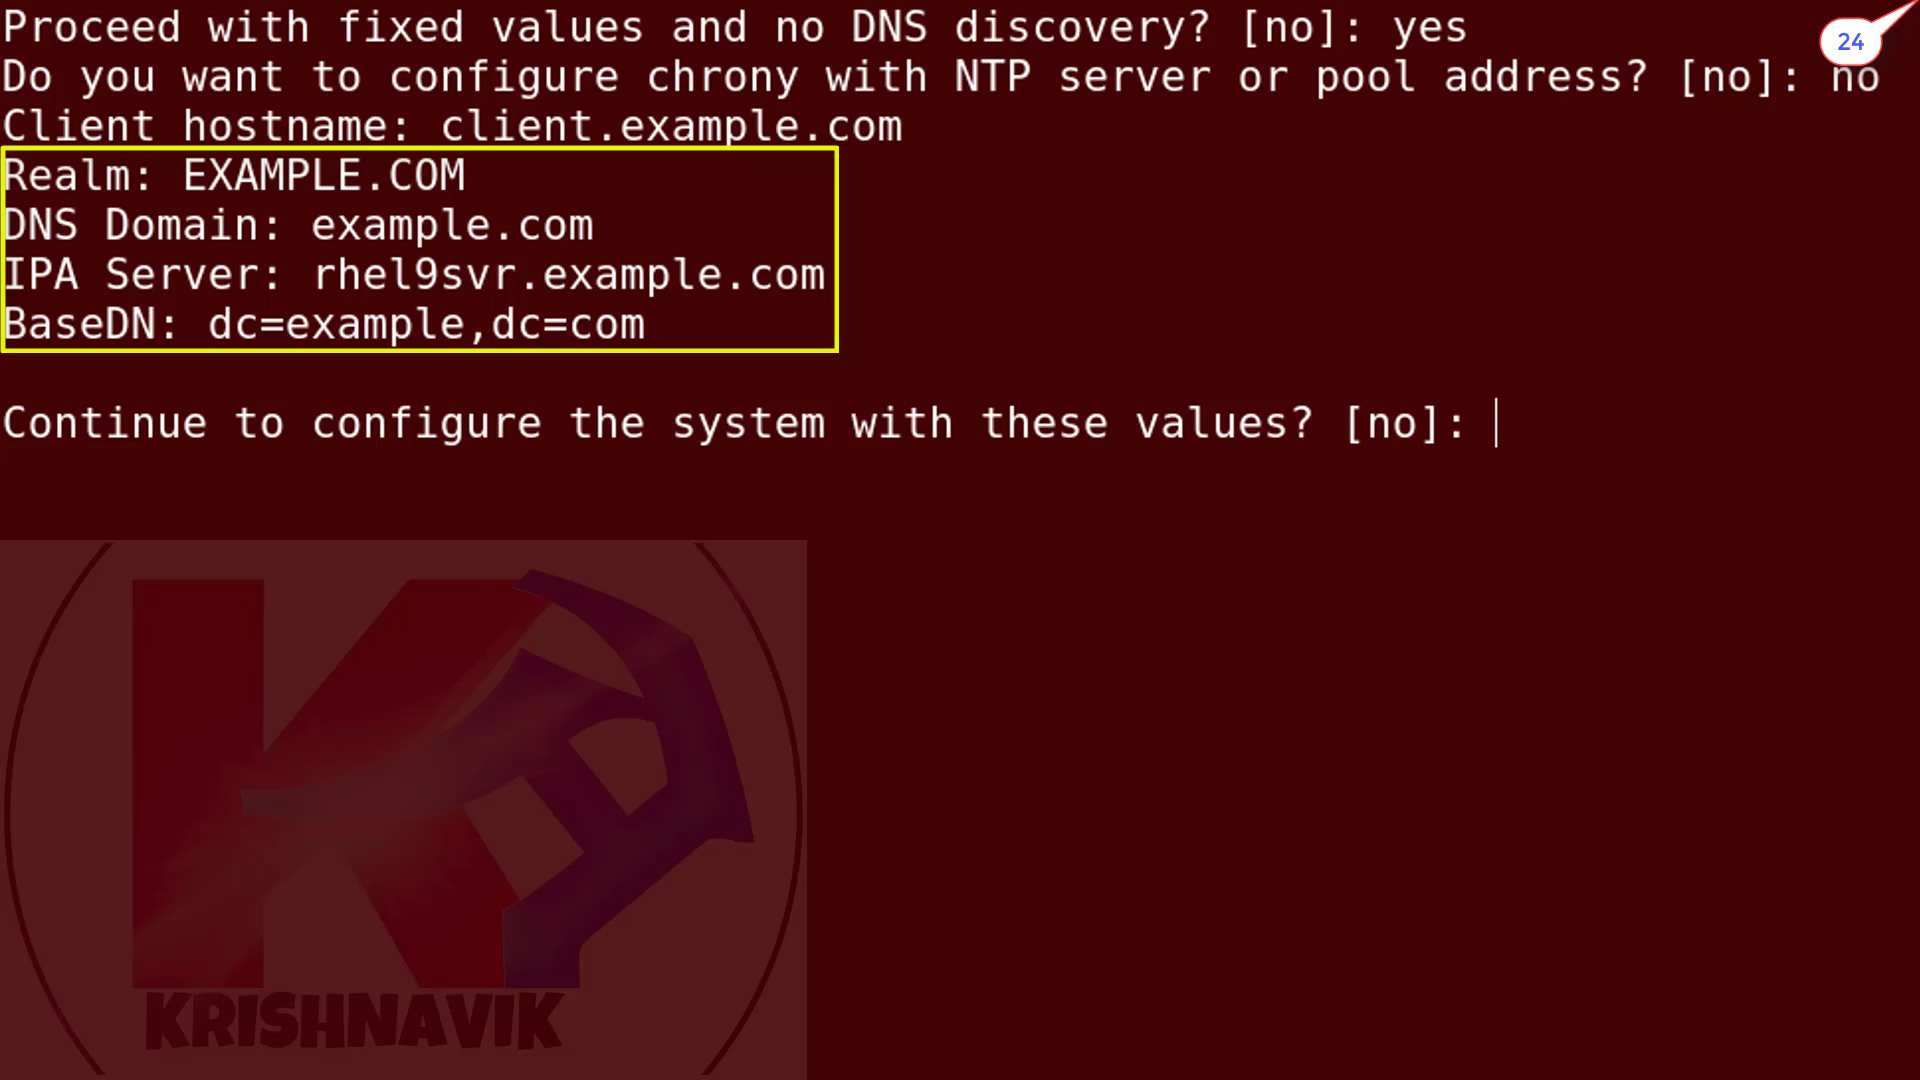 Proceed with fixed values and no DNS discovery? [no]: yes
24
Do you want to configure chrony with NTP server or pool address? [no]: no
Client hostname: client.example.com
Realm: EXAMPLE.COM
DNS Domain: example.com
IPA Server: rhel9svr.example.com
BaseDN: dc=example,dc=com
Continue to configure the system with these values? [no]:
KRISHNAVIK